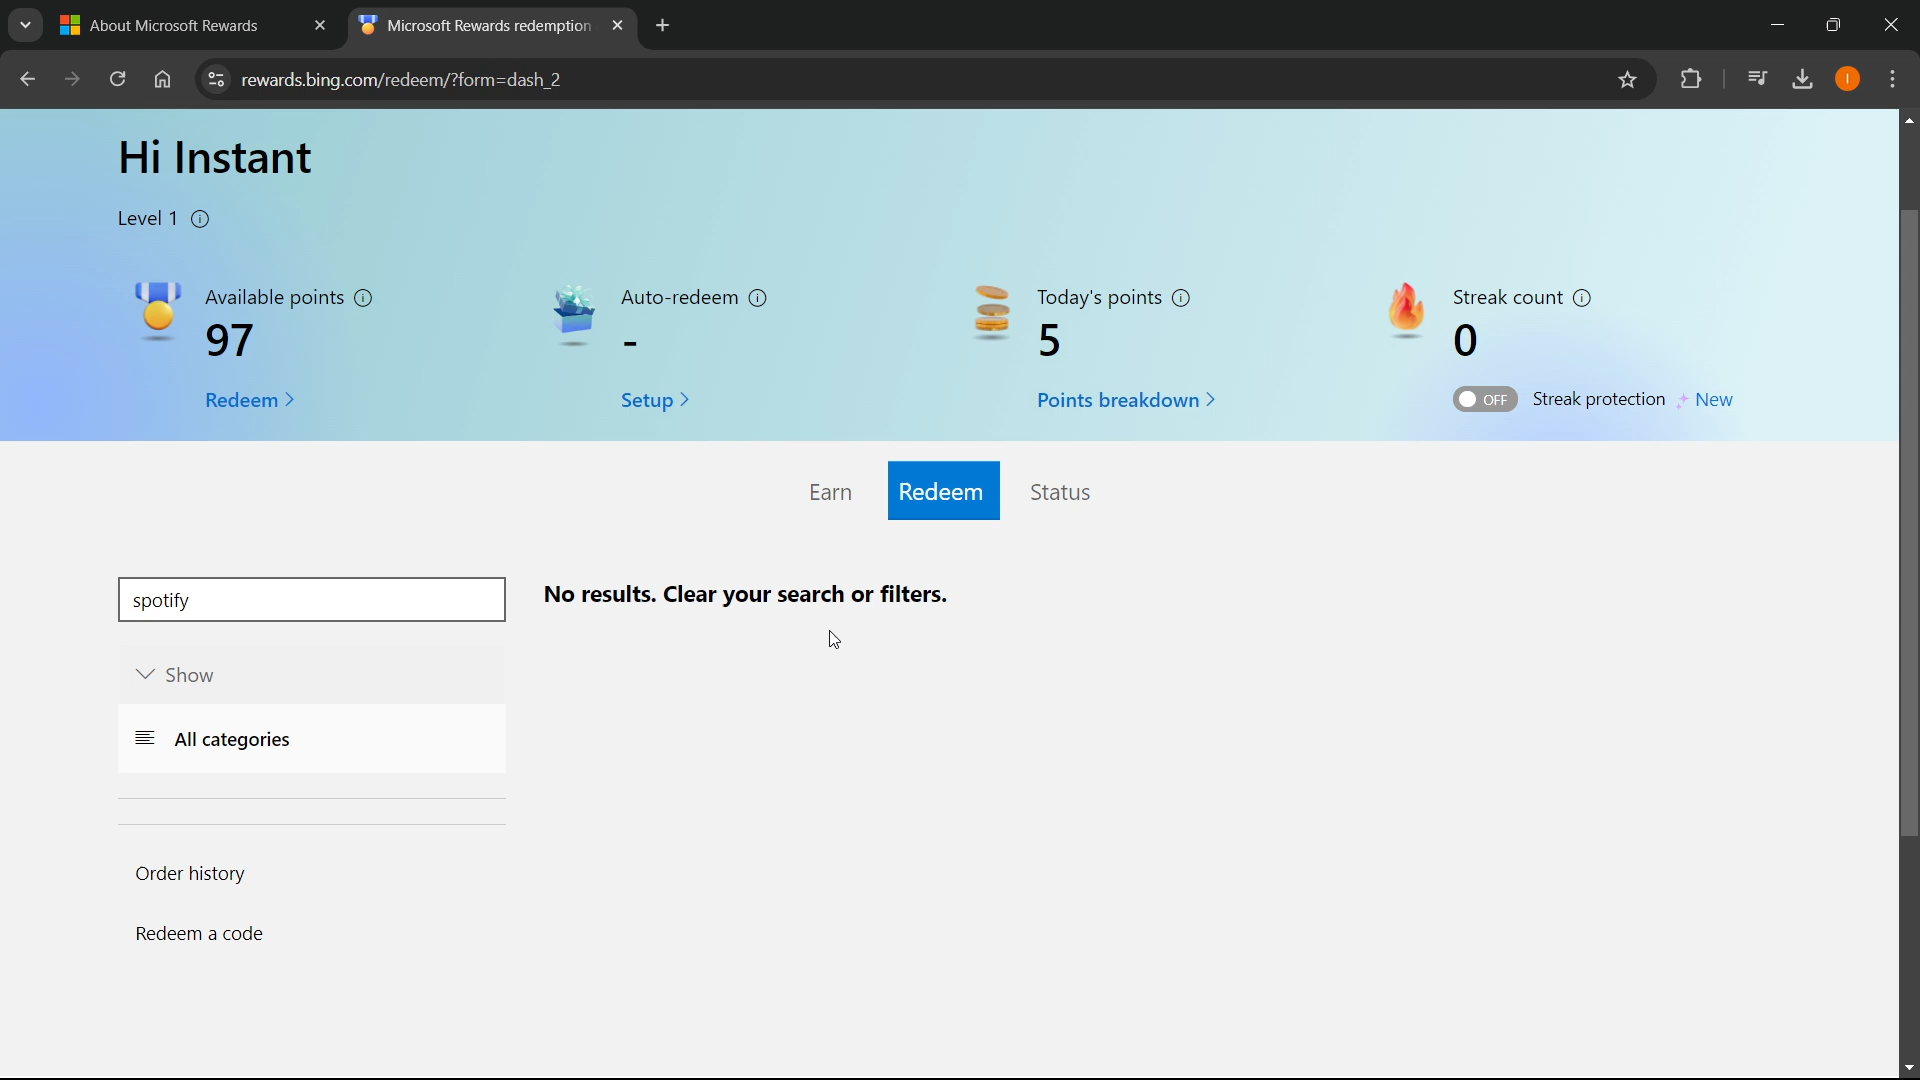 About Microsoft Rewards
Microsoft Rewards redemption
rewards.bing.com/redeem/?form=dash_2
I
Hi Instant
Level 1
Available points
97
Redeem
Auto-redeem
-
Setup
Today's points
5
Points breakdown
Streak count
0
OFF Streak protection New
Earn Redeem Status
spotify
No results. Clear your search or filters.
Show
All categories
Order history
Redeem a code